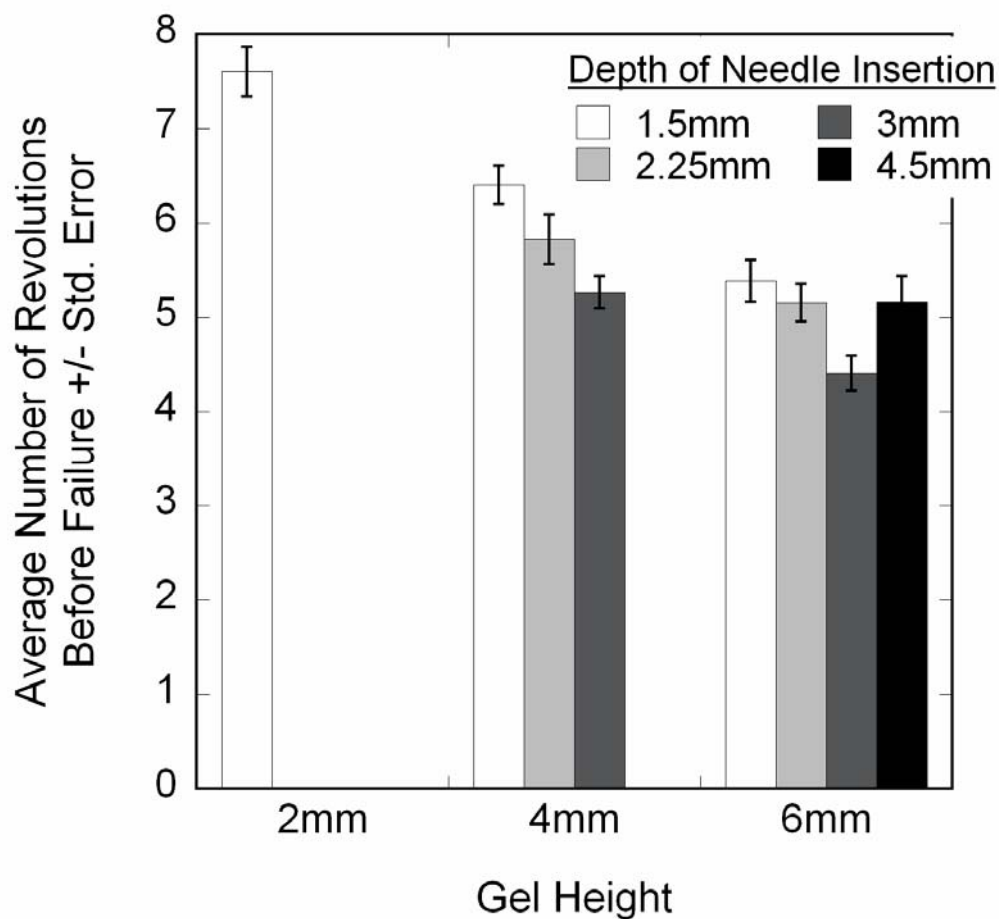 Average Number of Revolutions
Before Failure +/- Std. Error
8
7
6
5
4
3
2
1
0
Depth of Needle Insertion
1.5mm
3mm
2.25mm
4.5mm
2mm
4mm
6mm
Gel Height